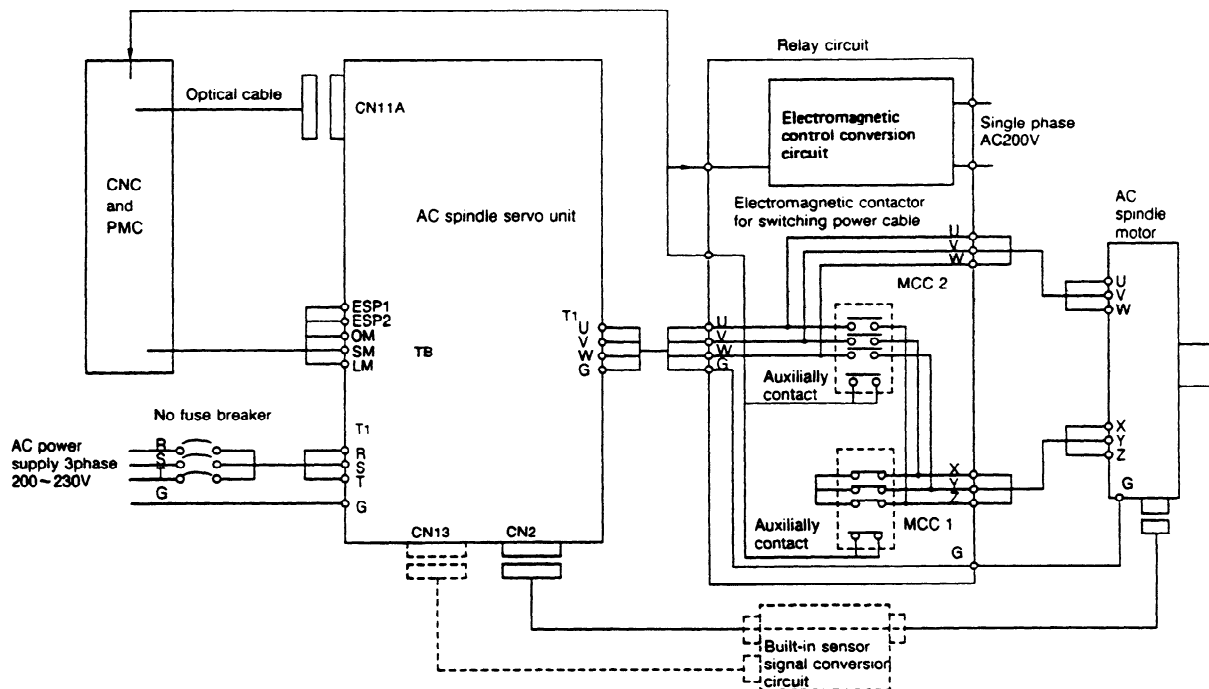 Relay circuit
Optical cable
CN11A
Electromagnetic
control conversion
circuit
Single phase
AC200V
CNC
and
PMC
AC spindle servo unit
Electromagnetic contactor
for switching power cable
AC
spindle
motor
U
V
W
MCC 2
U
V
W
ESP1
ESP2
OM
SM
LM
TB
T1
U
V
W
G
U
V
W
G
Auxilially
contact
No fuse breaker
AC power
supply 3phase
200~230V
R
S
T
G
T1
R
S
T
G
X
Y
Z
X
Y
Z
MCC 1
Auxilially
contact
G
G
CN13
CN2
Built-in sensor
signal conversion
circuit